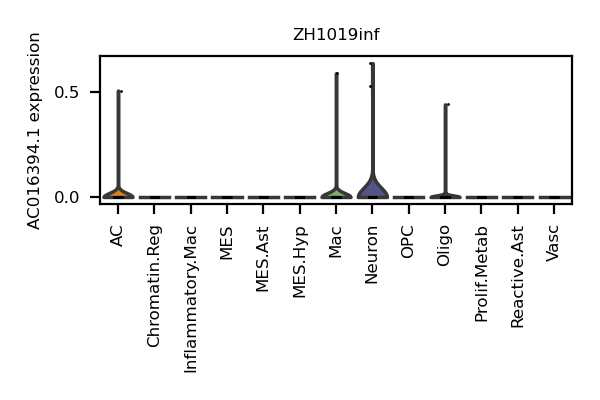 ZH1019inf
AC016394.1 expression
0.5
0.0
AC
Chromatin.Reg
Inflammatory.Mac
MES
MES.Ast
MES.Hyp
Mac
Neuron
OPC
Oligo
Prolif.Metab
Reactive.Ast
Vasc